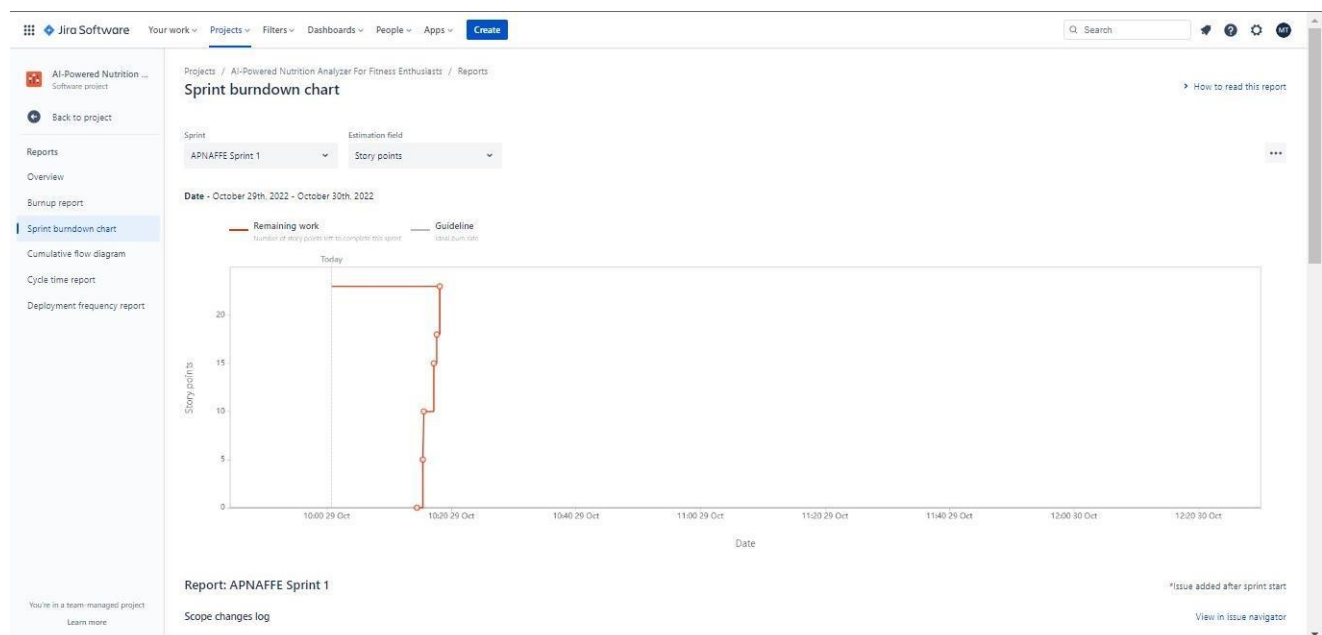 Jira Software Your work Projects Filters Dashboards People Apps Create Search MT
AI-Powered Nutrition ...
Software project
Back to project
Reports
Overview
Burnup report
Sprint burndown chart
Cumulative flow diagram
Cycle time report
Deployment frequency report
You're in a team-managed project
Learn more
Projects / AI-Powered Nutrition Analyzer For Fitness Enthusiasts / Reports
Sprint burndown chart
How to read this report
Sprint Estimation field
APNAFFE Sprint 1 Story points
Date - October 29th, 2022 - October 30th, 2022
Remaining work Guideline
Number of story points left to complete this sprint Ideal burn rate
Today
20
15
10
5
0
Story points
10:00 29 Oct 10:20 29 Oct 10:40 29 Oct 11:00 29 Oct 11:20 29 Oct 11:40 29 Oct 12:00 30 Oct 12:20 30 Oct
Date
Report: APNAFFE Sprint 1
*Issue added after sprint start
Scope changes log
View in issue navigator